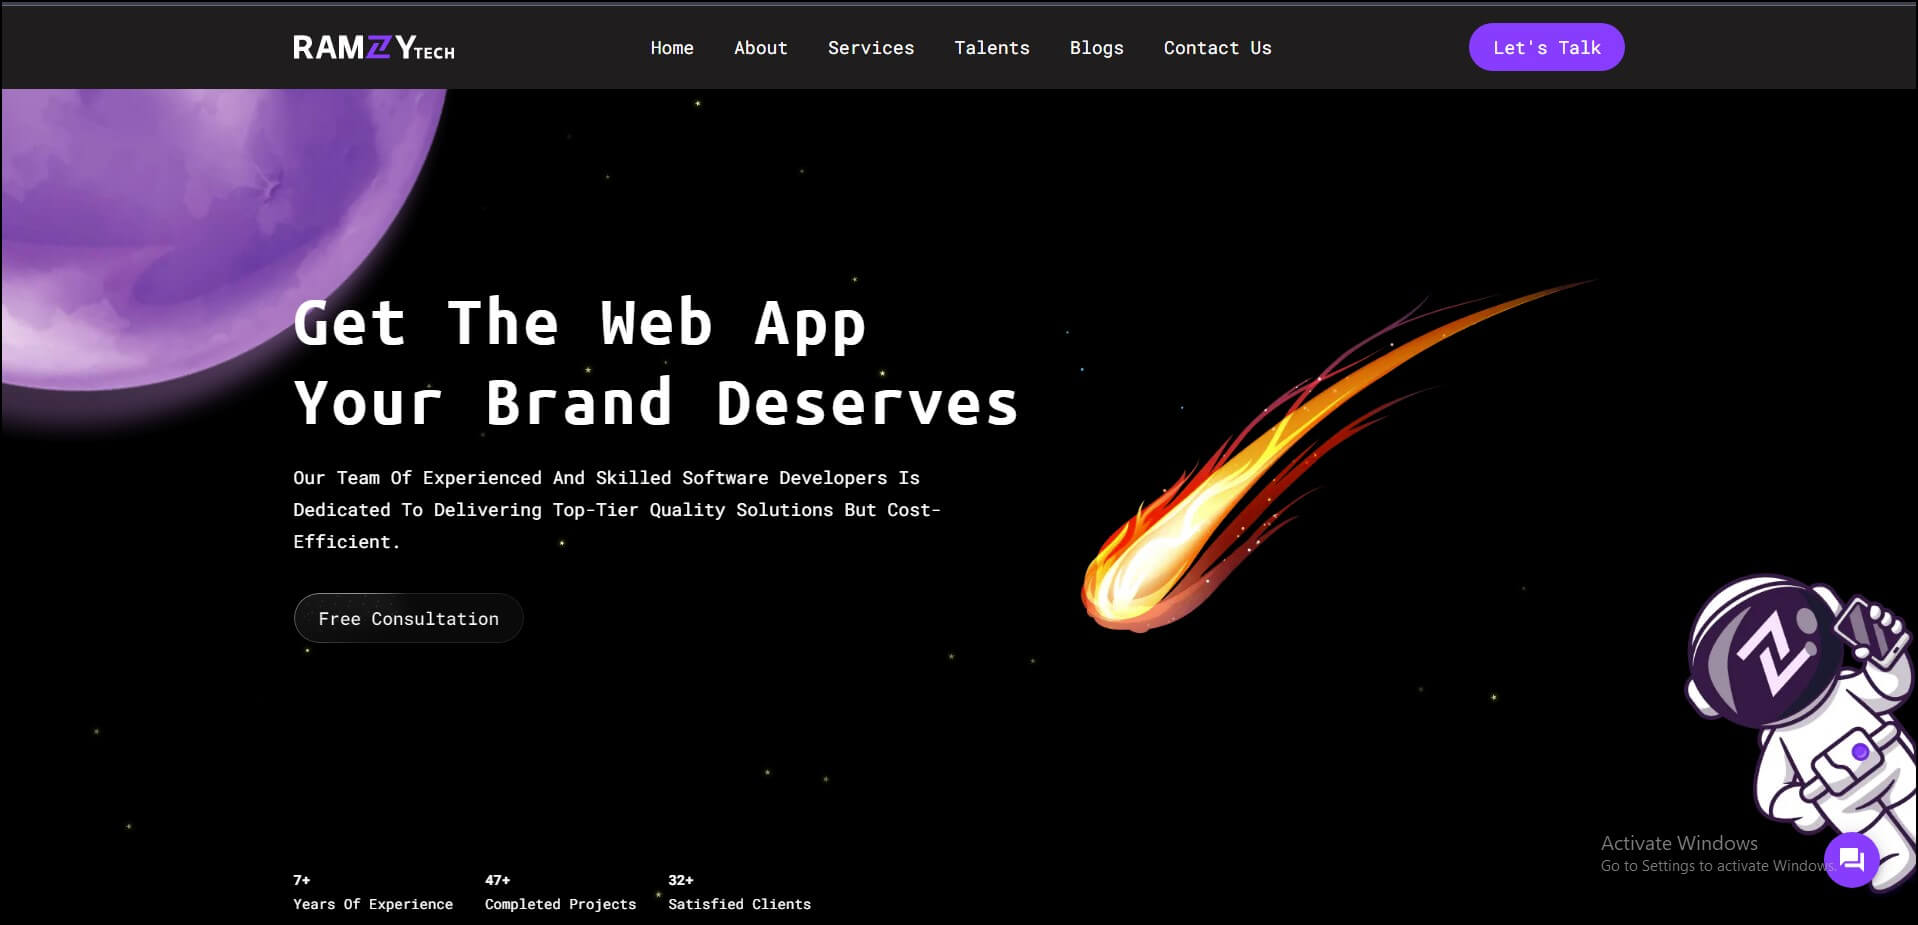 RAMZYTECH
Home About Services Talents Blogs Contact Us
Let's Talk
Get The Web App
Your Brand Deserves
Our Team Of Experienced And Skilled Software Developers Is
Dedicated To Delivering Top-Tier Quality Solutions But Cost-
Efficient.
Free Consultation
7+
Years Of Experience
47+
Completed Projects
32+
Satisfied Clients
Activate Windows
Go to Settings to activate Windows.